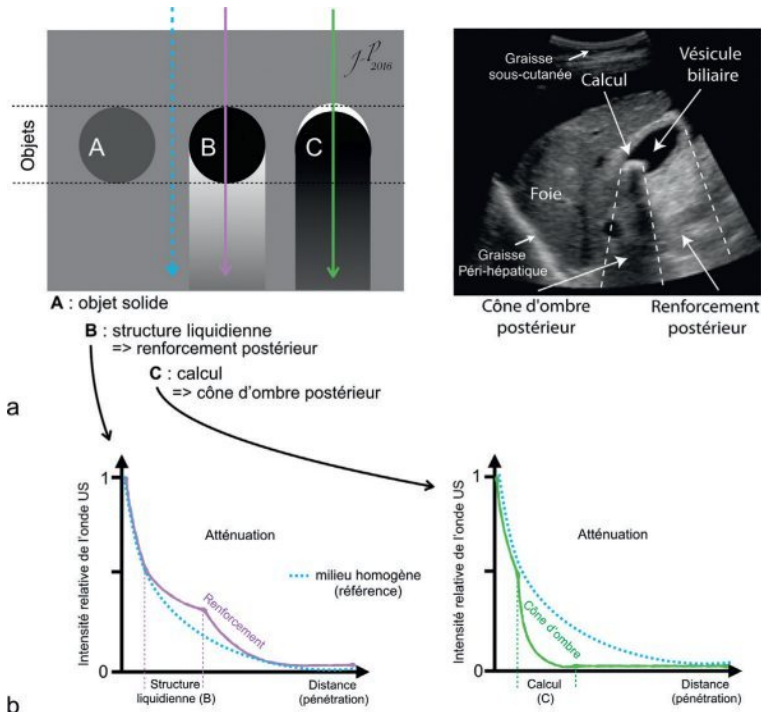 J-P
2016
Objets
A
B
C
Graisse
sous-cutanée
Calcul
Vésicule
biliaire
Foie
Graisse
Péri-hépatique
Cône d'ombre
postérieur
Renforcement
postérieur
A : objet solide
B : structure liquidienne
=> renforcement postérieur
C : calcul
=> cône d'ombre postérieur
a
Intensité relative de l'onde US
1
0
Atténuation
Renforcement
milieu homogène
(référence)
Structure
liquidienne (B)
Distance
(pénétration)
Intensité relative de l'onde US
1
0
Atténuation
Cône d'ombre
Calcul
(C)
Distance
(pénétration)
b